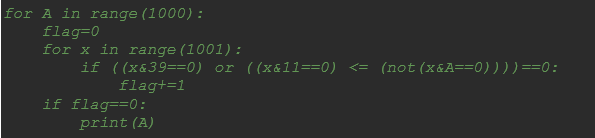 for A in range(1000):
    flag=0
    for x in range(1001):
        if ((x&39==0) or ((x&11==0) <= (not(x&A==0))))==0:
            flag+=1
    if flag==0:
        print(A)